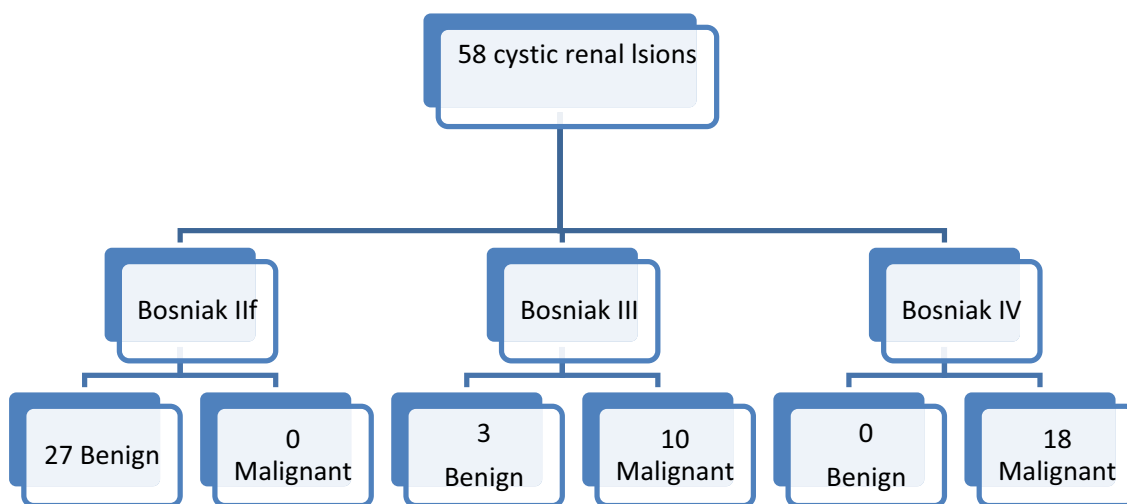 58 cystic renal lsions
Bosniak IIf
Bosniak III
Bosniak IV
27 Benign
0
Malignant
3
Benign
10
Malignant
0
Benign
18
Malignant